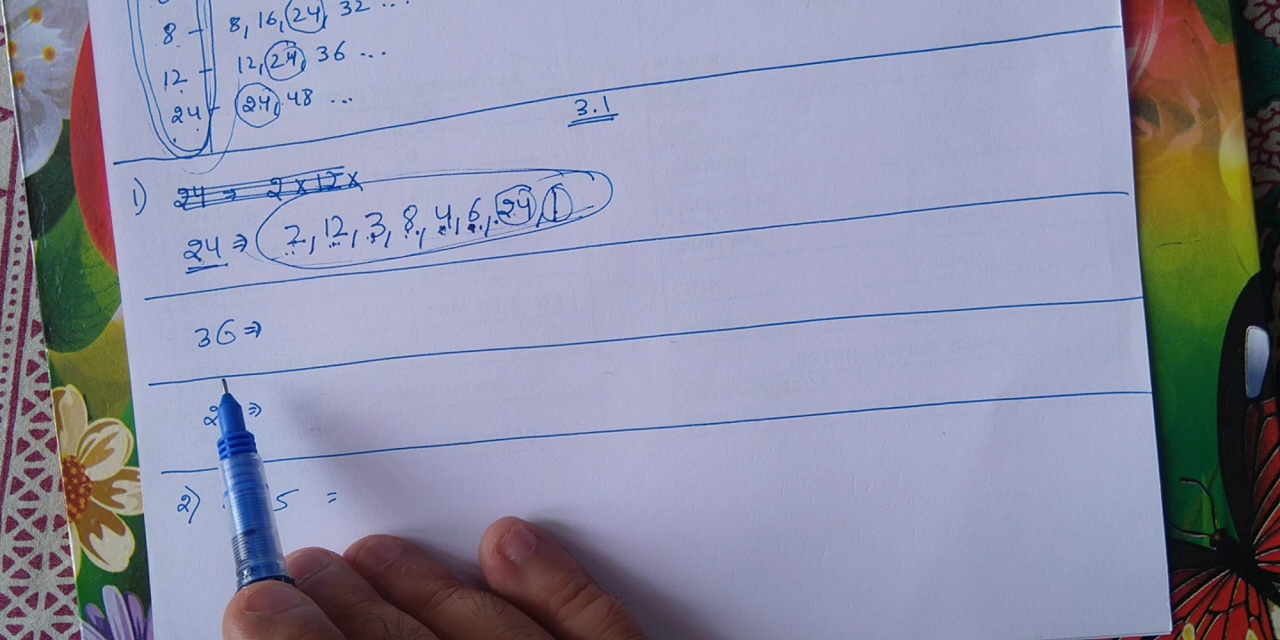 8 - 8, 16, 24, 32 ...
12 - 12, 24, 36 ...
24 - 24, 48 ...
3.1
1) 24 ⇒ 2 x 12 x
24 ⇒ 2, 12, 3, 8, 4, 6, 24, 1
36 ⇒
2 ⇒
2) 5 =